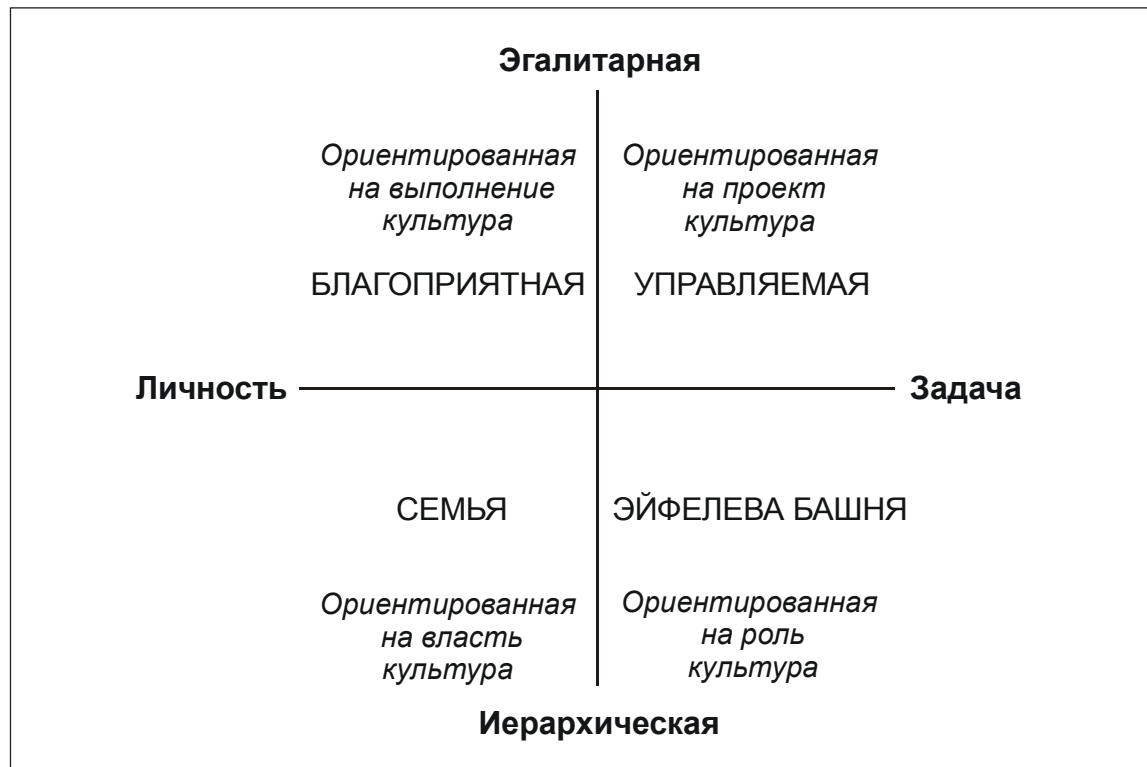 Эгалитарная
Ориентированная
на выполнение
культура
БЛАГОПРИЯТНАЯ
Ориентированная
на проект
культура
УПРАВЛЯЕМАЯ
Личность
Задача
СЕМЬЯ
Ориентированная
на власть
культура
ЭЙФЕЛЕВА БАШНЯ
Ориентированная
на роль
культура
Иерархическая